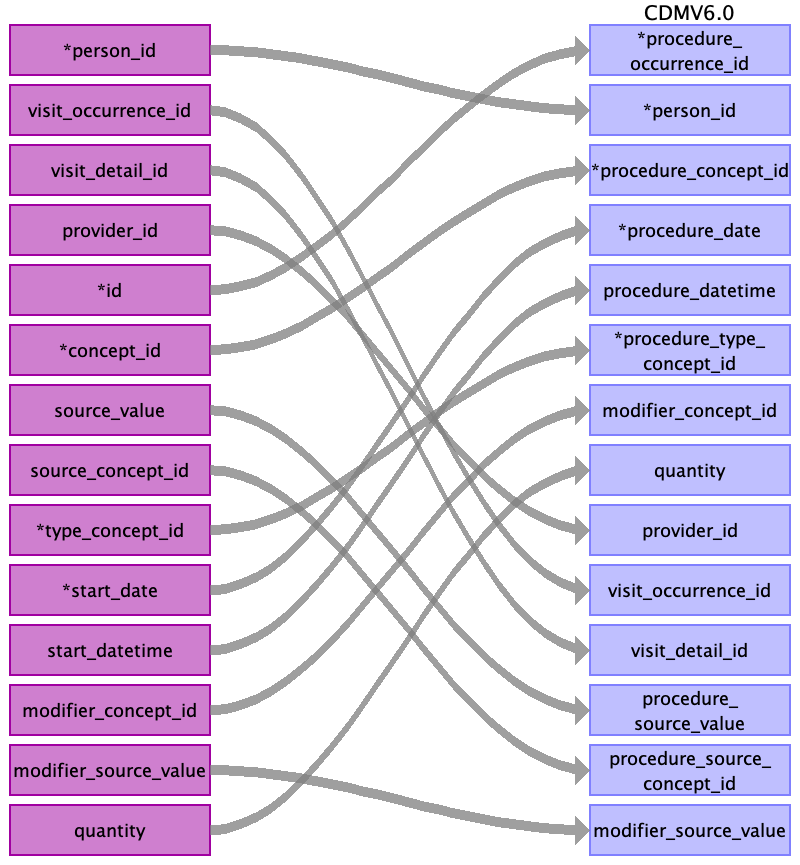 CDMV6.0
*person_id
visit_occurrence_id
visit_detail_id
provider_id
*id
*concept_id
source_value
source_concept_id
*type_concept_id
*start_date
start_datetime
modifier_concept_id
modifier_source_value
quantity
*procedure_
occurrence_id
*person_id
*procedure_concept_id
*procedure_date
procedure_datetime
*procedure_type_
concept_id
modifier_concept_id
quantity
provider_id
visit_occurrence_id
visit_detail_id
procedure_
source_value
procedure_source_
concept_id
modifier_source_value